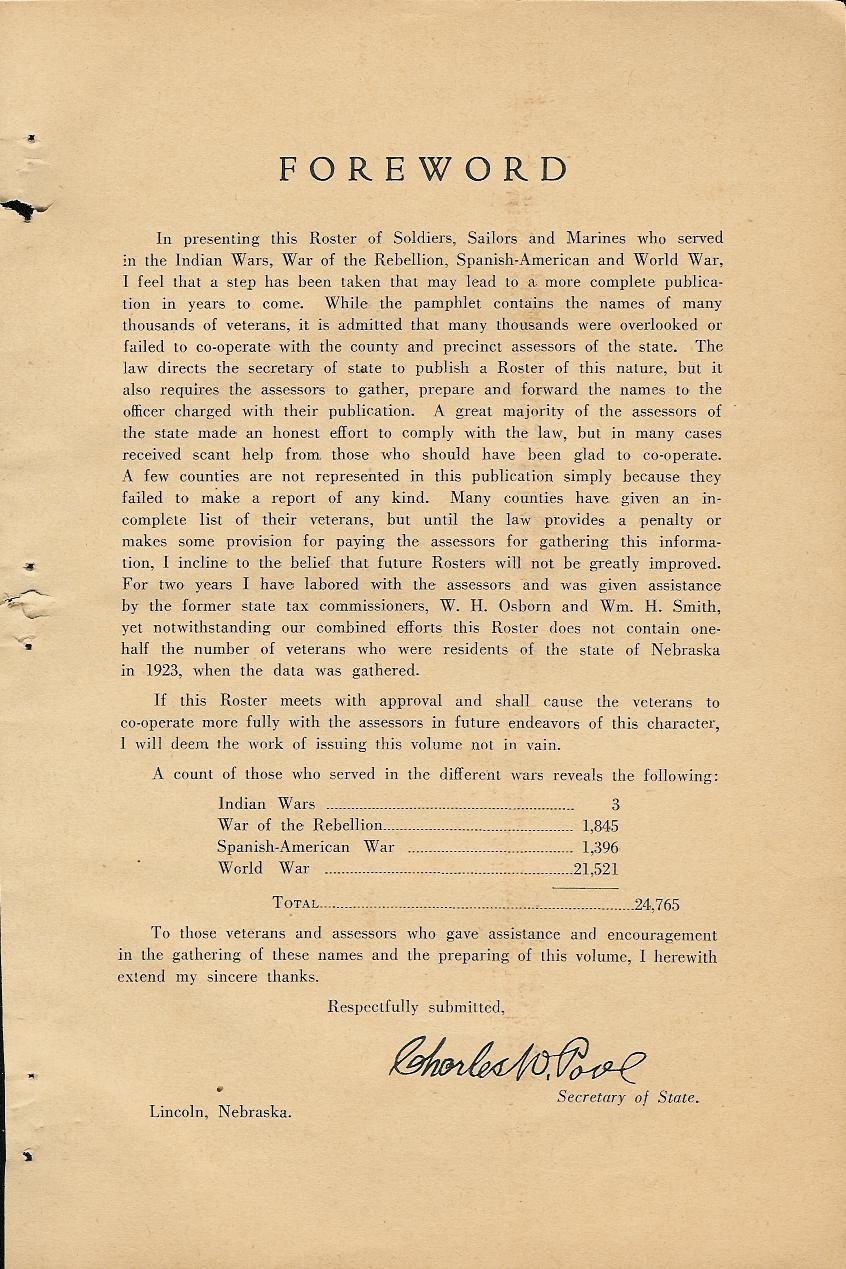 FOREWORD
In presenting this Roster of Soldiers, Sailors and Marines who served
in the Indian Wars, War of the Rebellion, Spanish-American and World War,
I feel that a step has been taken that may lead to a more complete publica-
tion in years to come. While the pamphlet contains the names of many
thousands of veterans, it is admitted that many thousands were overlooked or
failed to co-operate with the county and precinct assessors of the state. The
law directs the secretary of state to publish a Roster of this nature, but it
also requires the assessors to gather, prepare and forward the names to the
officer charged with their publication. A great majority of the assessors of
the state made an honest effort to comply with the law, but in many cases
received scant help from those who should have been glad to co-operate.
A few counties are not represented in this publication simply because they
failed to make a report of any kind. Many counties have given an in-
complete list of their veterans, but until the law provides a penalty or
makes some provision for paying the assessors for gathering this informa-
tion, I incline to the belief that future Rosters will not be greatly improved.
For two years I have labored with the assessors and was given assistance
by the former state tax commissioners, W. H. Osborn and Wm. H. Smith,
yet notwithstanding our combined efforts this Roster does not contain one-
half the number of veterans who were residents of the state of Nebraska
in 1923, when the data was gathered.
If this Roster meets with approval and shall cause the veterans to
co-operate more fully with the assessors in future endeavors of this character,
I will deem the work of issuing this volume not in vain.
A count of those who served in the different wars reveals the following:
Indian Wars 3
War of the Rebellion 1,845
Spanish-American War 1,396
World War 21,521
TOTAL 24,765
To those veterans and assessors who gave assistance and encouragement
in the gathering of these names and the preparing of this volume, I herewith
extend my sincere thanks.
Respectfully submitted,
Charles W. Pool
Secretary of State.
Lincoln, Nebraska.